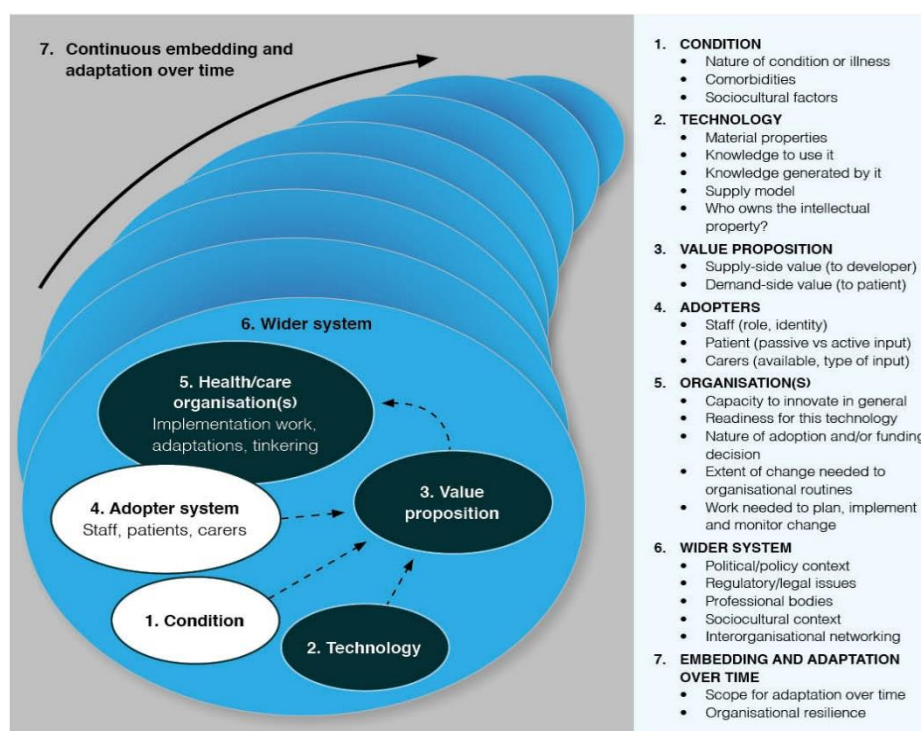 7. Continuous embedding and
adaptation over time
6. Wider system
5. Health/care
organisation(s)
Implementation work,
adaptations, tinkering
4. Adopter system
Staff, patients, carers
3. Value
proposition
1. Condition
2. Technology
1. CONDITION
• Nature of condition or illness
• Comorbidities
• Sociocultural factors
2. TECHNOLOGY
• Material properties
• Knowledge to use it
• Knowledge generated by it
• Supply model
• Who owns the intellectual
property?
3. VALUE PROPOSITION
• Supply-side value (to developer)
• Demand-side value (to patient)
4. ADOPTERS
• Staff (role, identity)
• Patient (passive vs active input)
• Carers (available, type of input)
5. ORGANISATION(S)
• Capacity to innovate in general
• Readiness for this technology
• Nature of adoption and/or funding
decision
• Extent of change needed to
organisational routines
• Work needed to plan, implement
and monitor change
6. WIDER SYSTEM
• Political/policy context
• Regulatory/legal issues
• Professional bodies
• Sociocultural context
• Interorganisational networking
7. EMBEDDING AND ADAPTATION
OVER TIME
• Scope for adaptation over time
• Organisational resilience